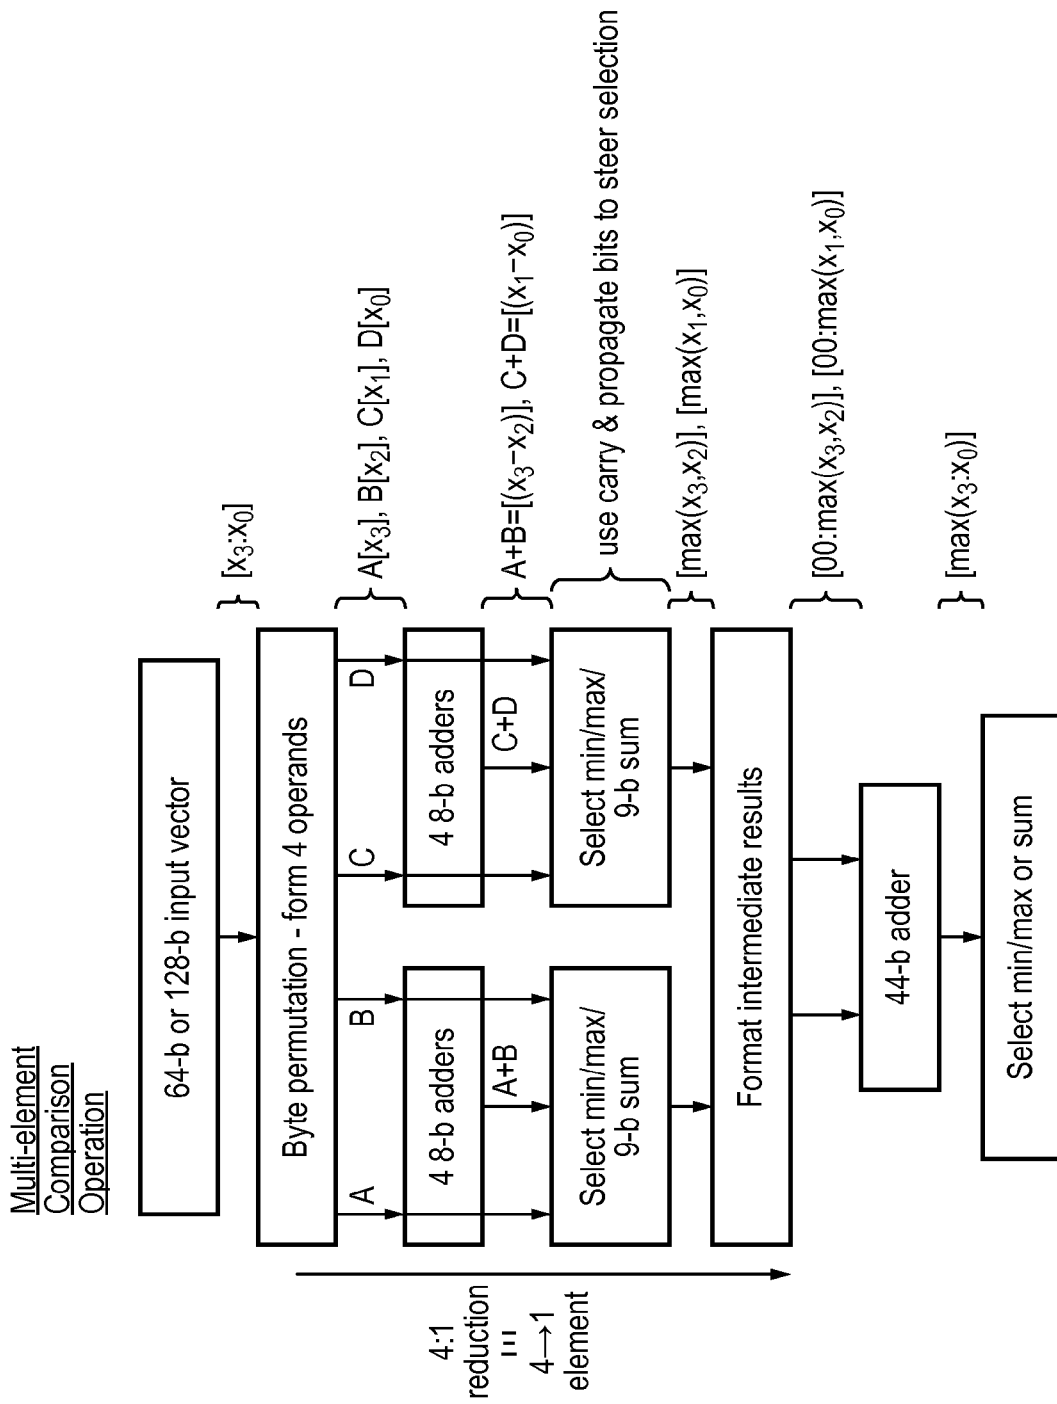 Multi-element
Comparison
Operation
64-b or 128-b input vector
[x₃:x₀]
Byte permutation - form 4 operands
A
B
C
D
A[x₃], B[x₂], C[x₁], D[x₀]
4 8-b adders
4 8-b adders
A+B
C+D
A+B=[(x₃−x₂)], C+D=[(x₁−x₀)]
Select min/max/
9-b sum
Select min/max/
9-b sum
use carry & propagate bits to steer selection
[max(x₃,x₂)], [max(x₁,x₀)]
Format intermediate results
4:1
reduction
≡
4→1
element
[00:max(x₃,x₂)], [00:max(x₁,x₀)]
44-b adder
[max(x₃:x₀)]
Select min/max or sum